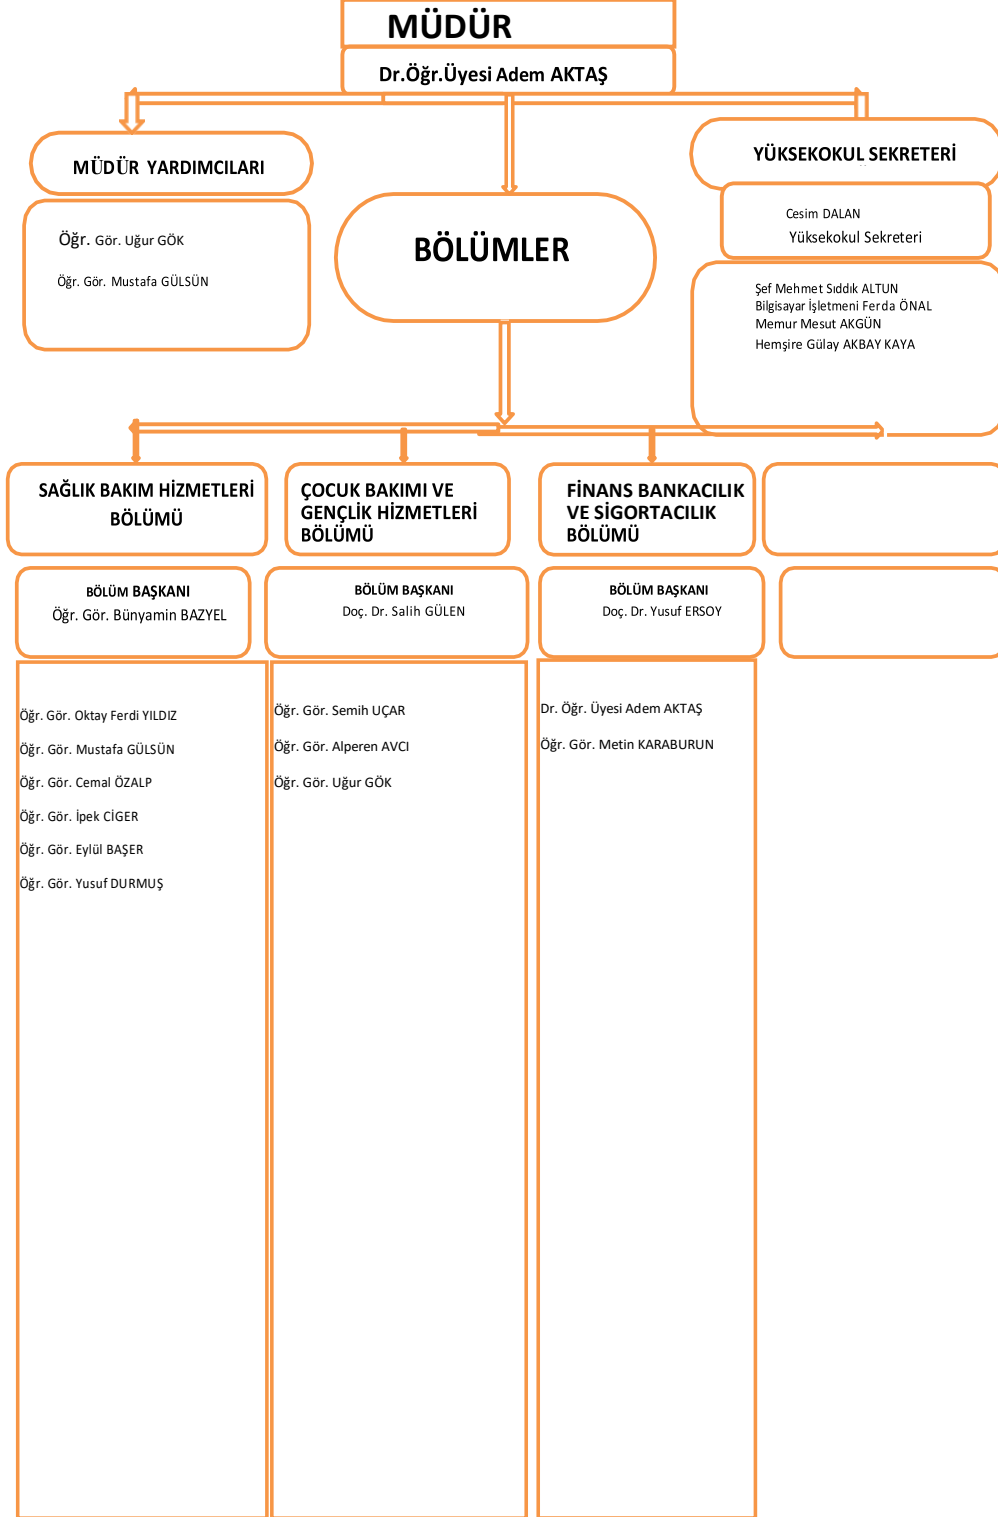 MÜDÜR
Dr.Öğr.Üyesi Adem AKTAŞ
MÜDÜR YARDIMCILARI
Öğr. Gör. Uğur GÖK
Öğr. Gör. Mustafa GÜLSÜN
BÖLÜMLER
YÜKSEKOKUL SEKRETERİ
Cesim DALAN
Yüksekokul Sekreteri
Şef Mehmet Sıddık ALTUN
Bilgisayar İşletmeni Ferda ÖNAL
Memur Mesut AKGÜN
Hemşire Gülay AKBAY KAYA
SAĞLIK BAKIM HİZMETLERİ
BÖLÜMÜ
BÖLÜM BAŞKANI
Öğr. Gör. Bünyamin BAZYEL
Öğr. Gör. Oktay Ferdi YILDIZ
Öğr. Gör. Mustafa GÜLSÜN
Öğr. Gör. Cemal ÖZALP
Öğr. Gör. İpek CİGER
Öğr. Gör. Eylül BAŞER
Öğr. Gör. Yusuf DURMUŞ
ÇOCUK BAKIMI VE
GENÇLİK HİZMETLERİ
BÖLÜMÜ
BÖLÜM BAŞKANI
Doç. Dr. Salih GÜLEN
Öğr. Gör. Semih UÇAR
Öğr. Gör. Alperen AVCI
Öğr. Gör. Uğur GÖK
FİNANS BANKACILIK
VE SİGORTACILIK
BÖLÜMÜ
BÖLÜM BAŞKANI
Doç. Dr. Yusuf ERSOY
Dr. Öğr. Üyesi Adem AKTAŞ
Öğr. Gör. Metin KARABURUN